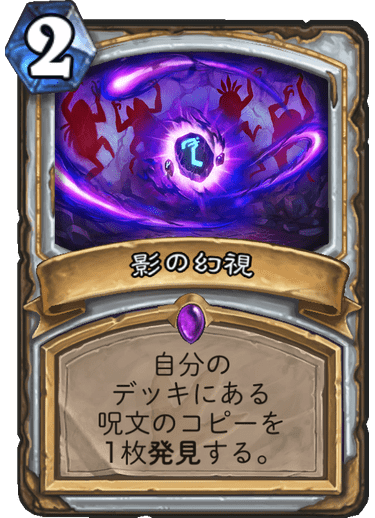 2
影の幻視
自分の
デッキにある
呪文のコピーを
1枚発見する。